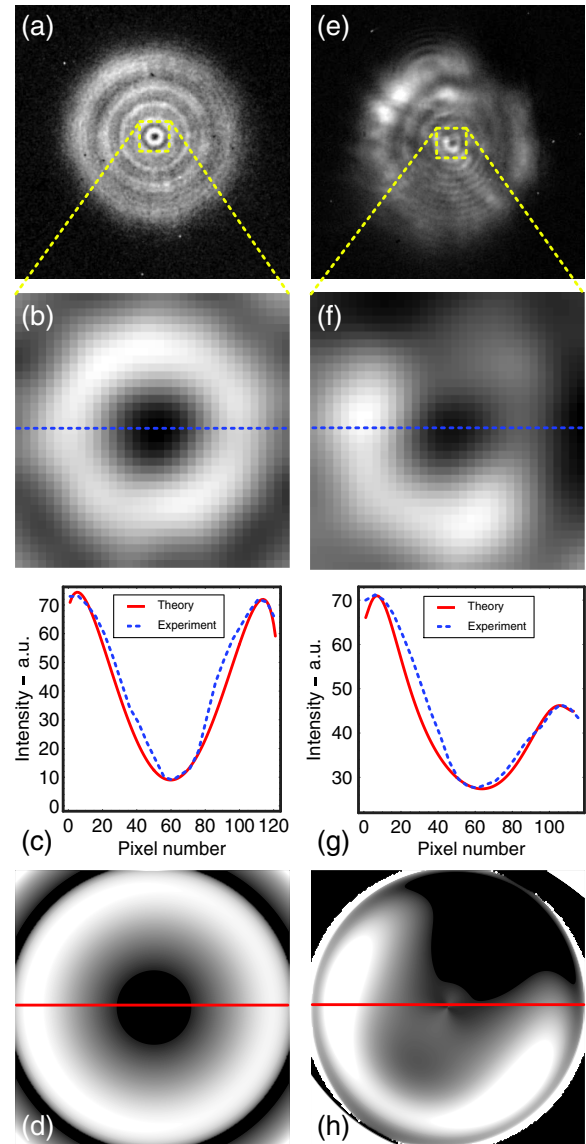 (a)
(e)
(b)
(f)
Intensity – a.u.
70
60
50
40
30
20
10
0
Theory
Experiment
0 20 40 60 80 100 120
Pixel number
(c)
Intensity – a.u.
70
60
50
40
30
Theory
Experiment
0 20 40 60 80 100
Pixel number
(g)
(d)
(h)